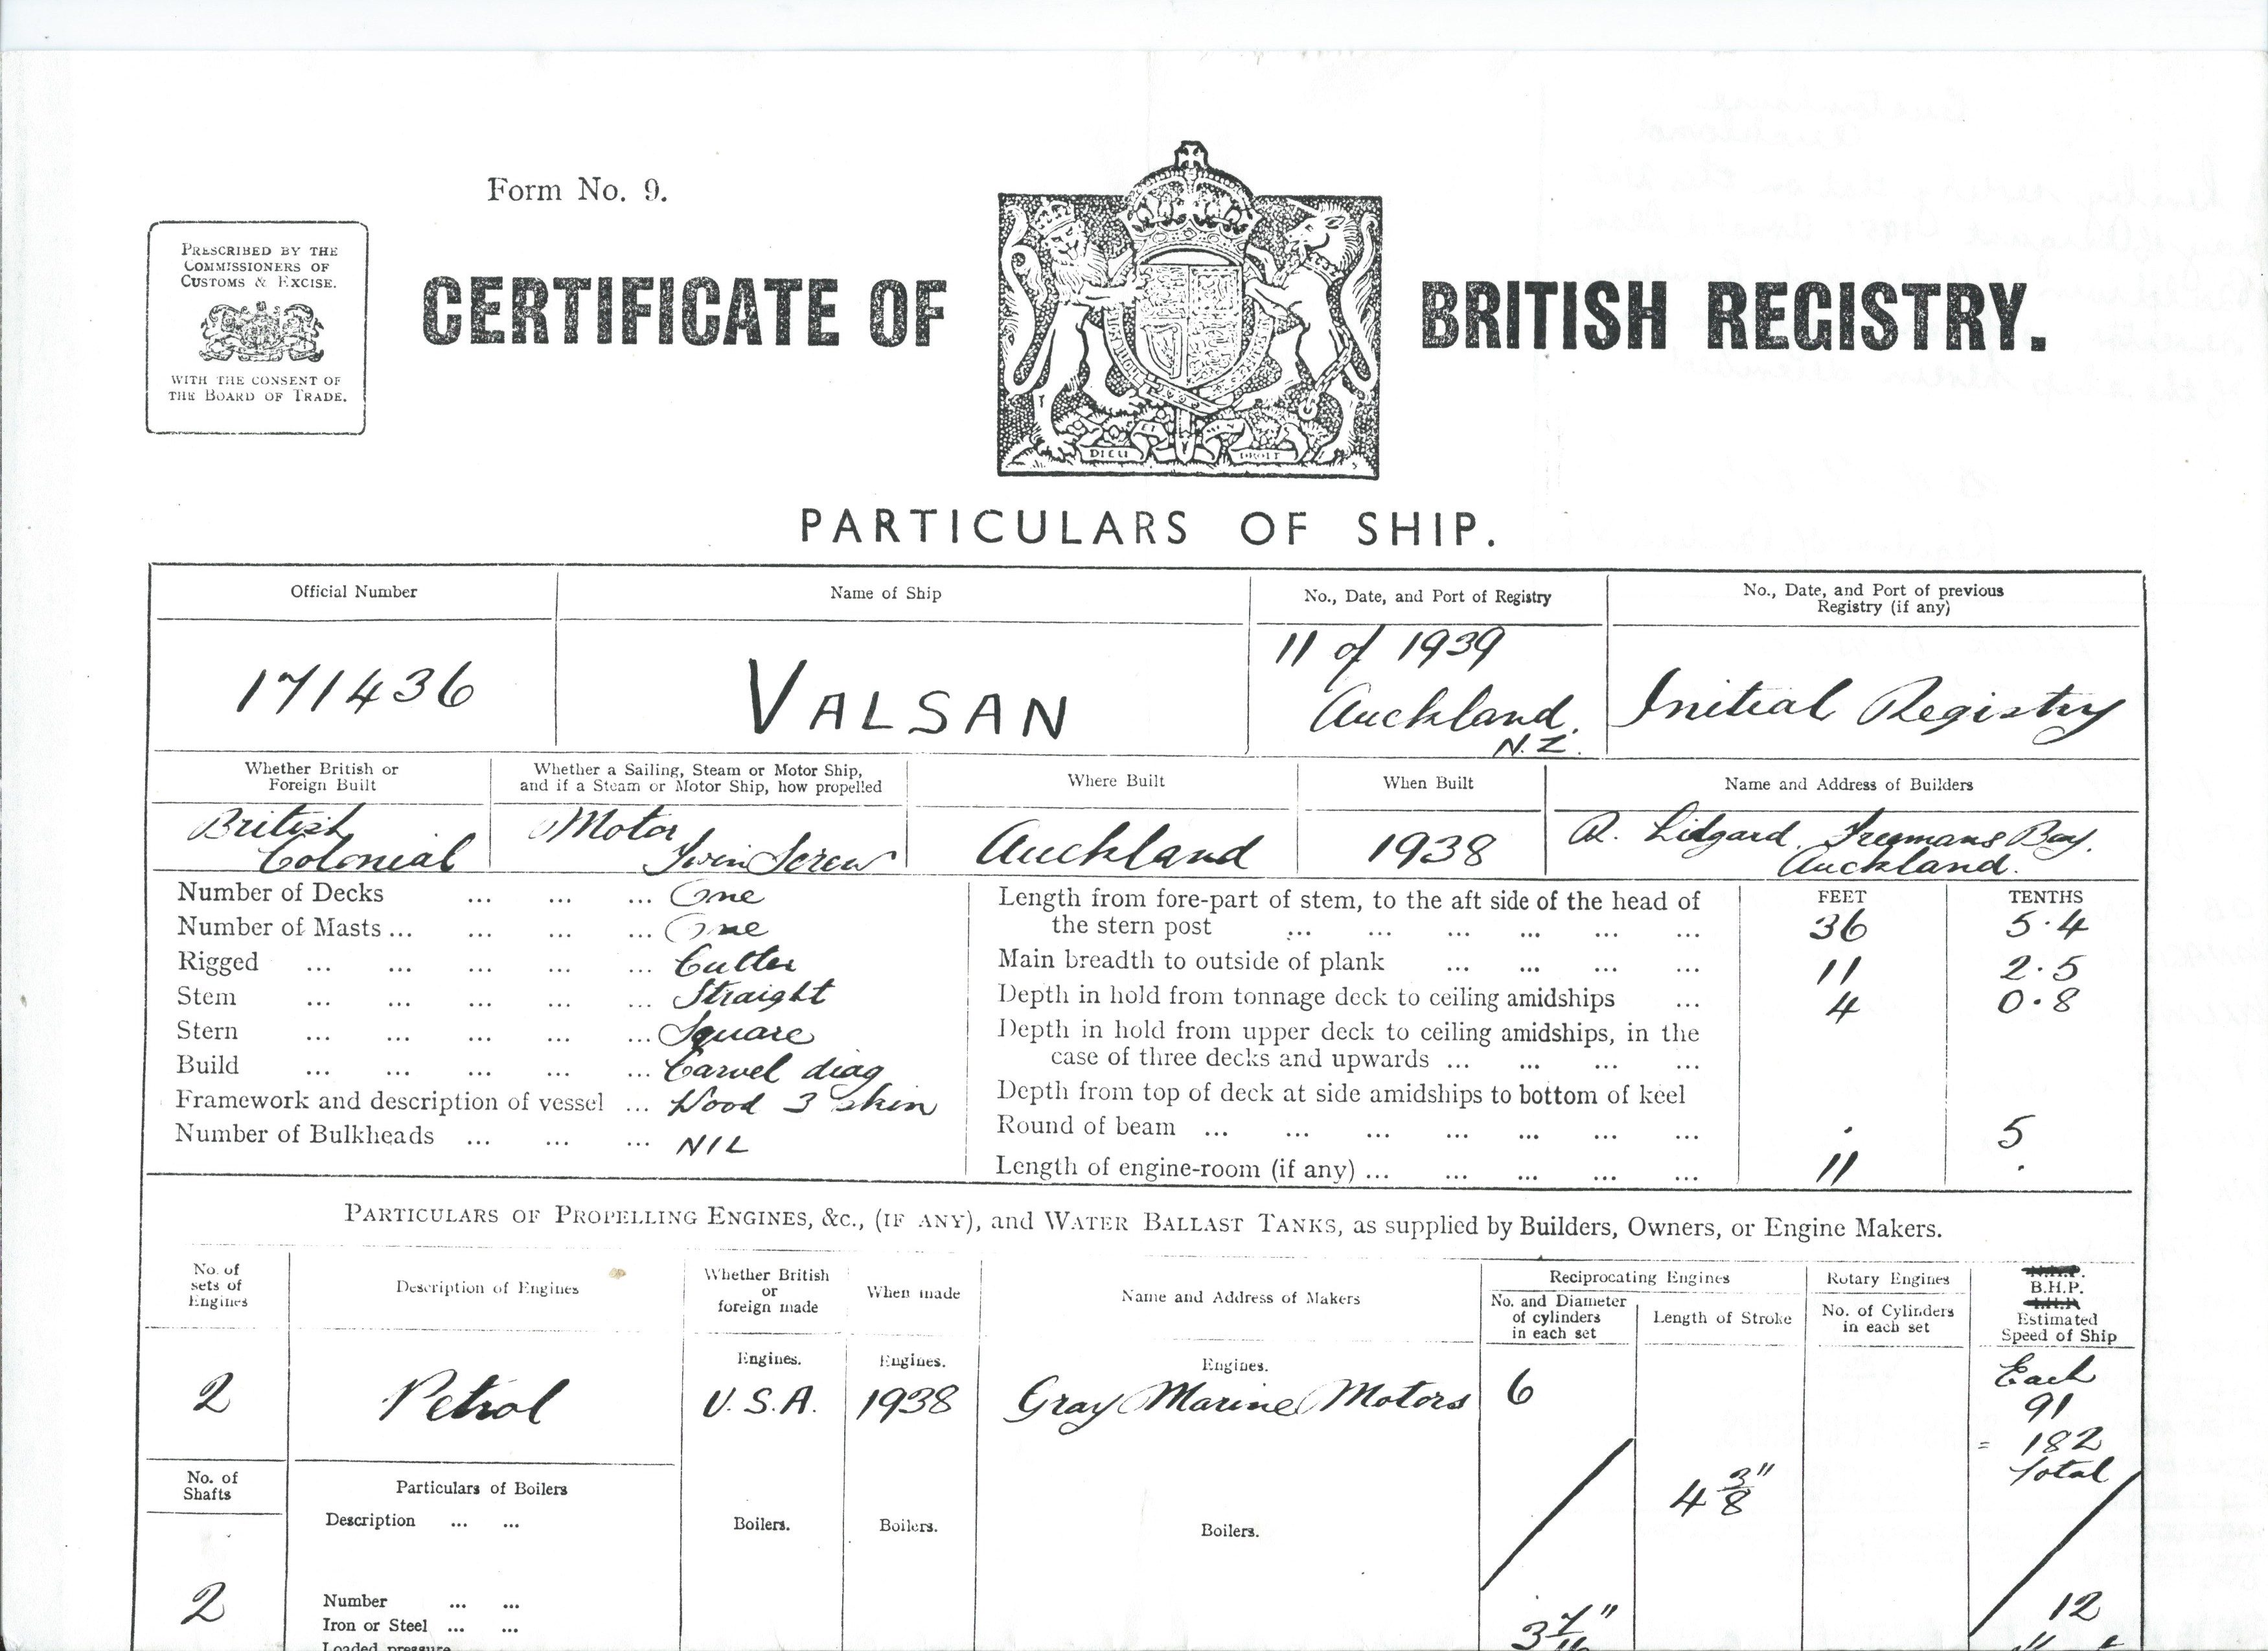 Form No. 9.
PRESCRIBED BY THE
COMMISSIONERS OF
CUSTOMS & EXCISE.
WITH THE CONSENT OF
THE BOARD OF TRADE.
CERTIFICATE OF BRITISH REGISTRY.
DIEU ET MON DROIT
PARTICULARS OF SHIP.
Official Number
171436
Name of Ship
VALSAN
No., Date, and Port of Registry
11 of 1939
Auckland.
N.Z.
No., Date, and Port of previous
Registry (if any)
Initial Registry
Whether British or
Foreign Built
British
Colonial
Whether a Sailing, Steam or Motor Ship,
and if a Steam or Motor Ship, how propelled
Motor
Twin Screw
Where Built
Auckland
When Built
1938
Name and Address of Builders
R. Lidgard, Freemans Bay.
Auckland.
Number of Decks ... ... ... One
Number of Masts ... ... ... ... One
Rigged ... ... ... ... ... Cutter
Stem ... ... ... ... ... Straight
Stern ... ... ... ... ... Square
Build ... ... ... ... ... Carvel diag
Framework and description of vessel ... Wood 3 skin
Number of Bulkheads ... ... ... NIL
FEET TENTHS
Length from fore-part of stem, to the aft side of the head of
the stern post ... ... ... ... ... ... 36 5·4
Main breadth to outside of plank ... ... ... ... 11 2·5
Depth in hold from tonnage deck to ceiling amidships ... 4 0·8
Depth in hold from upper deck to ceiling amidships, in the
case of three decks and upwards ... ... ... ...
Depth from top of deck at side amidships to bottom of keel
Round of beam ... ... ... ... ... ... ... . 5
Length of engine-room (if any) ... ... ... ... ... 11 .
PARTICULARS OF PROPELLING ENGINES, &c., (IF ANY), and WATER BALLAST TANKS, as supplied by Builders, Owners, or Engine Makers.
No. of
sets of
Engines
2
Description of Engines
Petrol
Whether British
or
foreign made
Engines.
U.S.A.
When made
Engines.
1938
Name and Address of Makers
Engines.
Gray Marine Motors
Reciprocating Engines
No. and Diameter
of cylinders
in each set
6
Length of Stroke
4 3/8"
Rotary Engines
No. of Cylinders
in each set
N.H.P.
B.H.P.
I.H.P.
Estimated
Speed of Ship
Each
91
= 182
total
No. of
Shafts
2
Particulars of Boilers
Description ... ...
Number ... ...
Iron or Steel ... ...
Loaded pressure
Boilers.
Boilers.
Boilers.
12